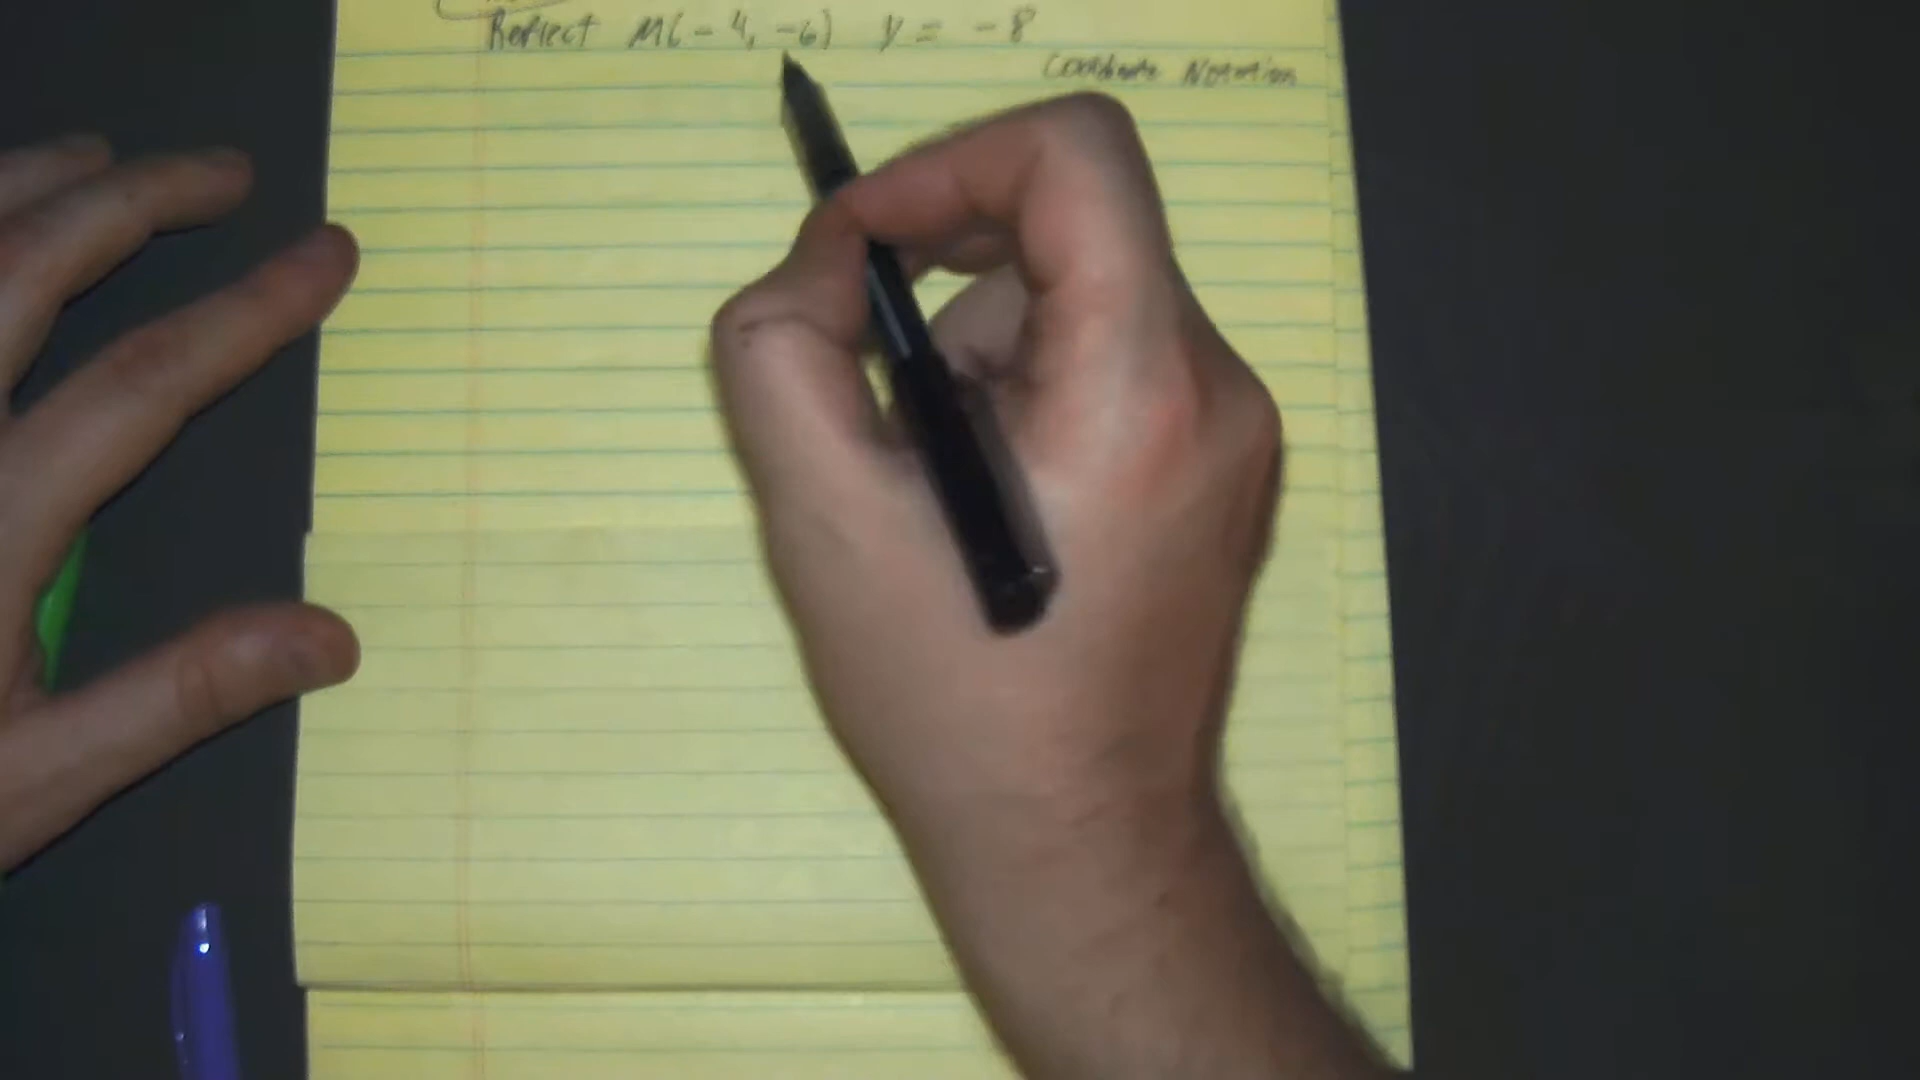 Reflect M(-4, -6) y = -8
Coordinate Notation